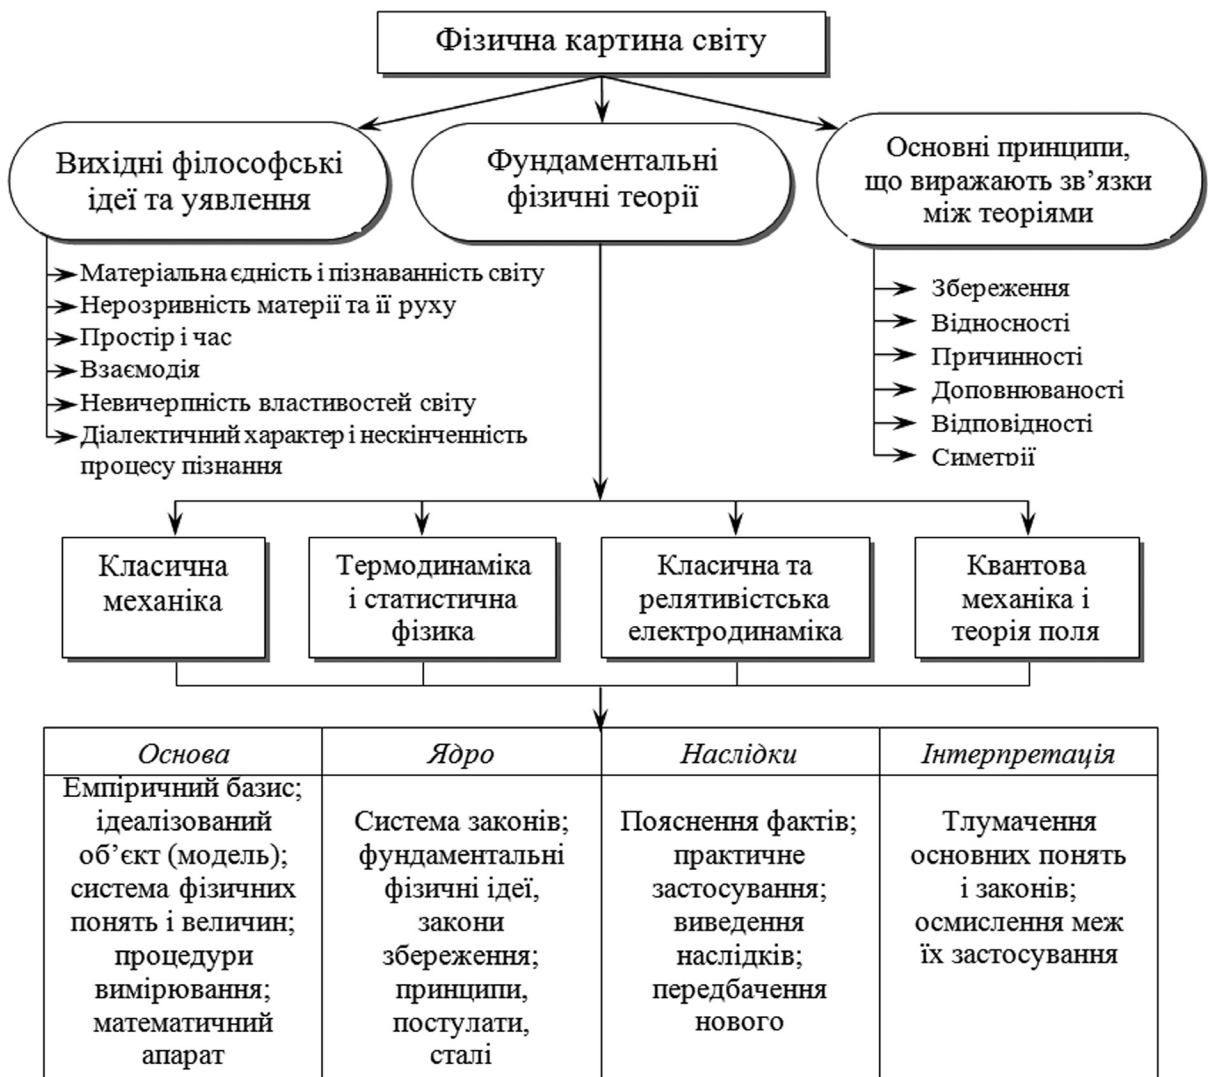 Фізична картина світу
Вихідні філософські
ідеї та уявлення
Фундаментальні
фізичні теорії
Основні принципи,
що виражають зв’язки
між теоріями
Матеріальна єдність і пізнаванність світу
Нерозривність матерії та її руху
Простір і час
Взаємодія
Невичерпність властивостей світу
Діалектичний характер і нескінченність
процесу пізнання
Збереження
Відносності
Причинності
Доповнюваності
Відповідності
Симетрії
Класична
механіка
Термодинаміка
і статистична
фізика
Класична та
релятивістська
електродинаміка
Квантова
механіка і
теорія поля
Основа
Емпіричний базис;
ідеалізований
об’єкт (модель);
система фізичних
понять і величин;
процедури
вимірювання;
математичний
апарат
Ядро
Система законів;
фундаментальні
фізичні ідеї,
закони
збереження;
принципи,
постулати,
сталі
Наслідки
Пояснення фактів;
практичне
застосування;
виведення
наслідків;
передбачення
нового
Інтерпретація
Тлумачення
основних понять
і законів;
осмислення меж
їх застосування